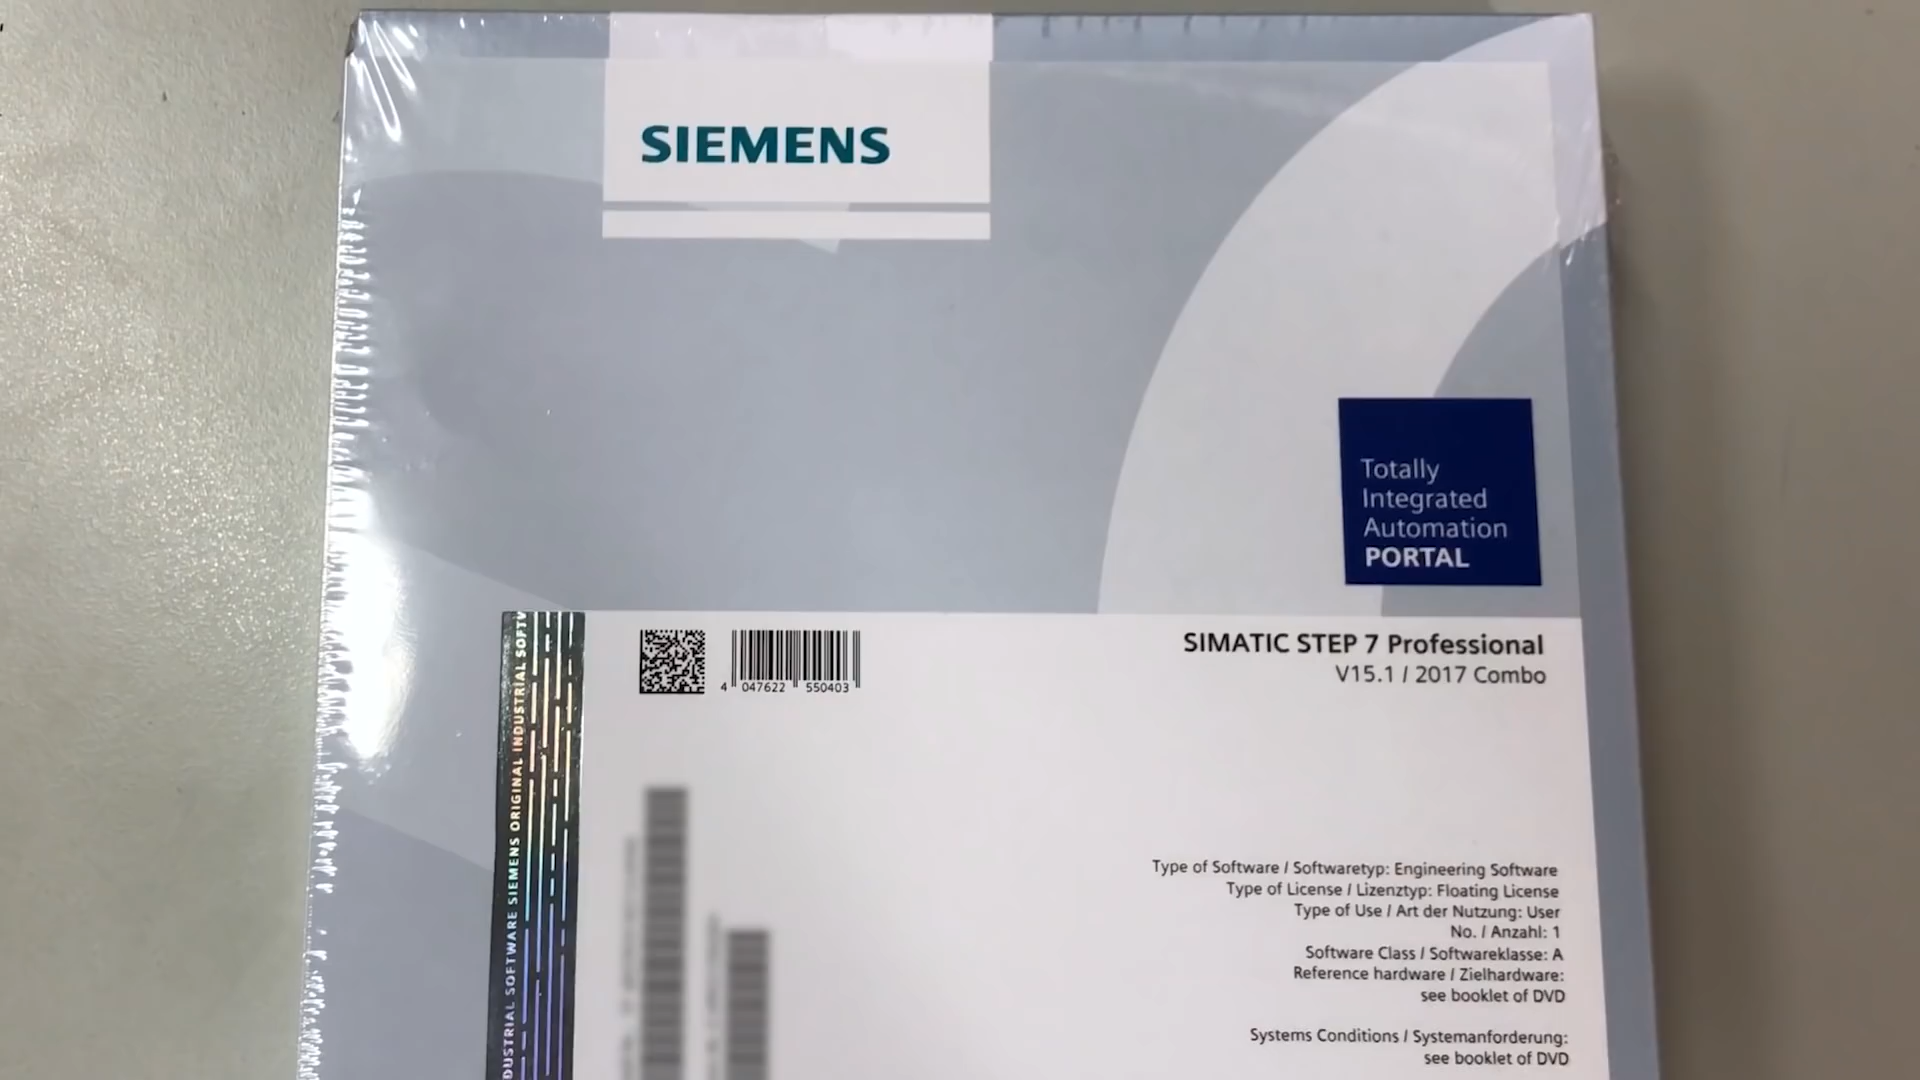 SIEMENS
Totally
Integrated
Automation
PORTAL
4 047622 550403
SIMATIC STEP 7 Professional
V15.1 / 2017 Combo
DUSTRIAL SOFTWARE SIEMENS ORIGINAL INDUSTRIAL SOFTW
Type of Software / Softwaretyp: Engineering Software
Type of License / Lizenztyp: Floating License
Type of Use / Art der Nutzung: User
No. / Anzahl: 1
Software Class / Softwareklasse: A
Reference hardware / Zielhardware:
see booklet of DVD
Systems Conditions / Systemanforderung:
see booklet of DVD